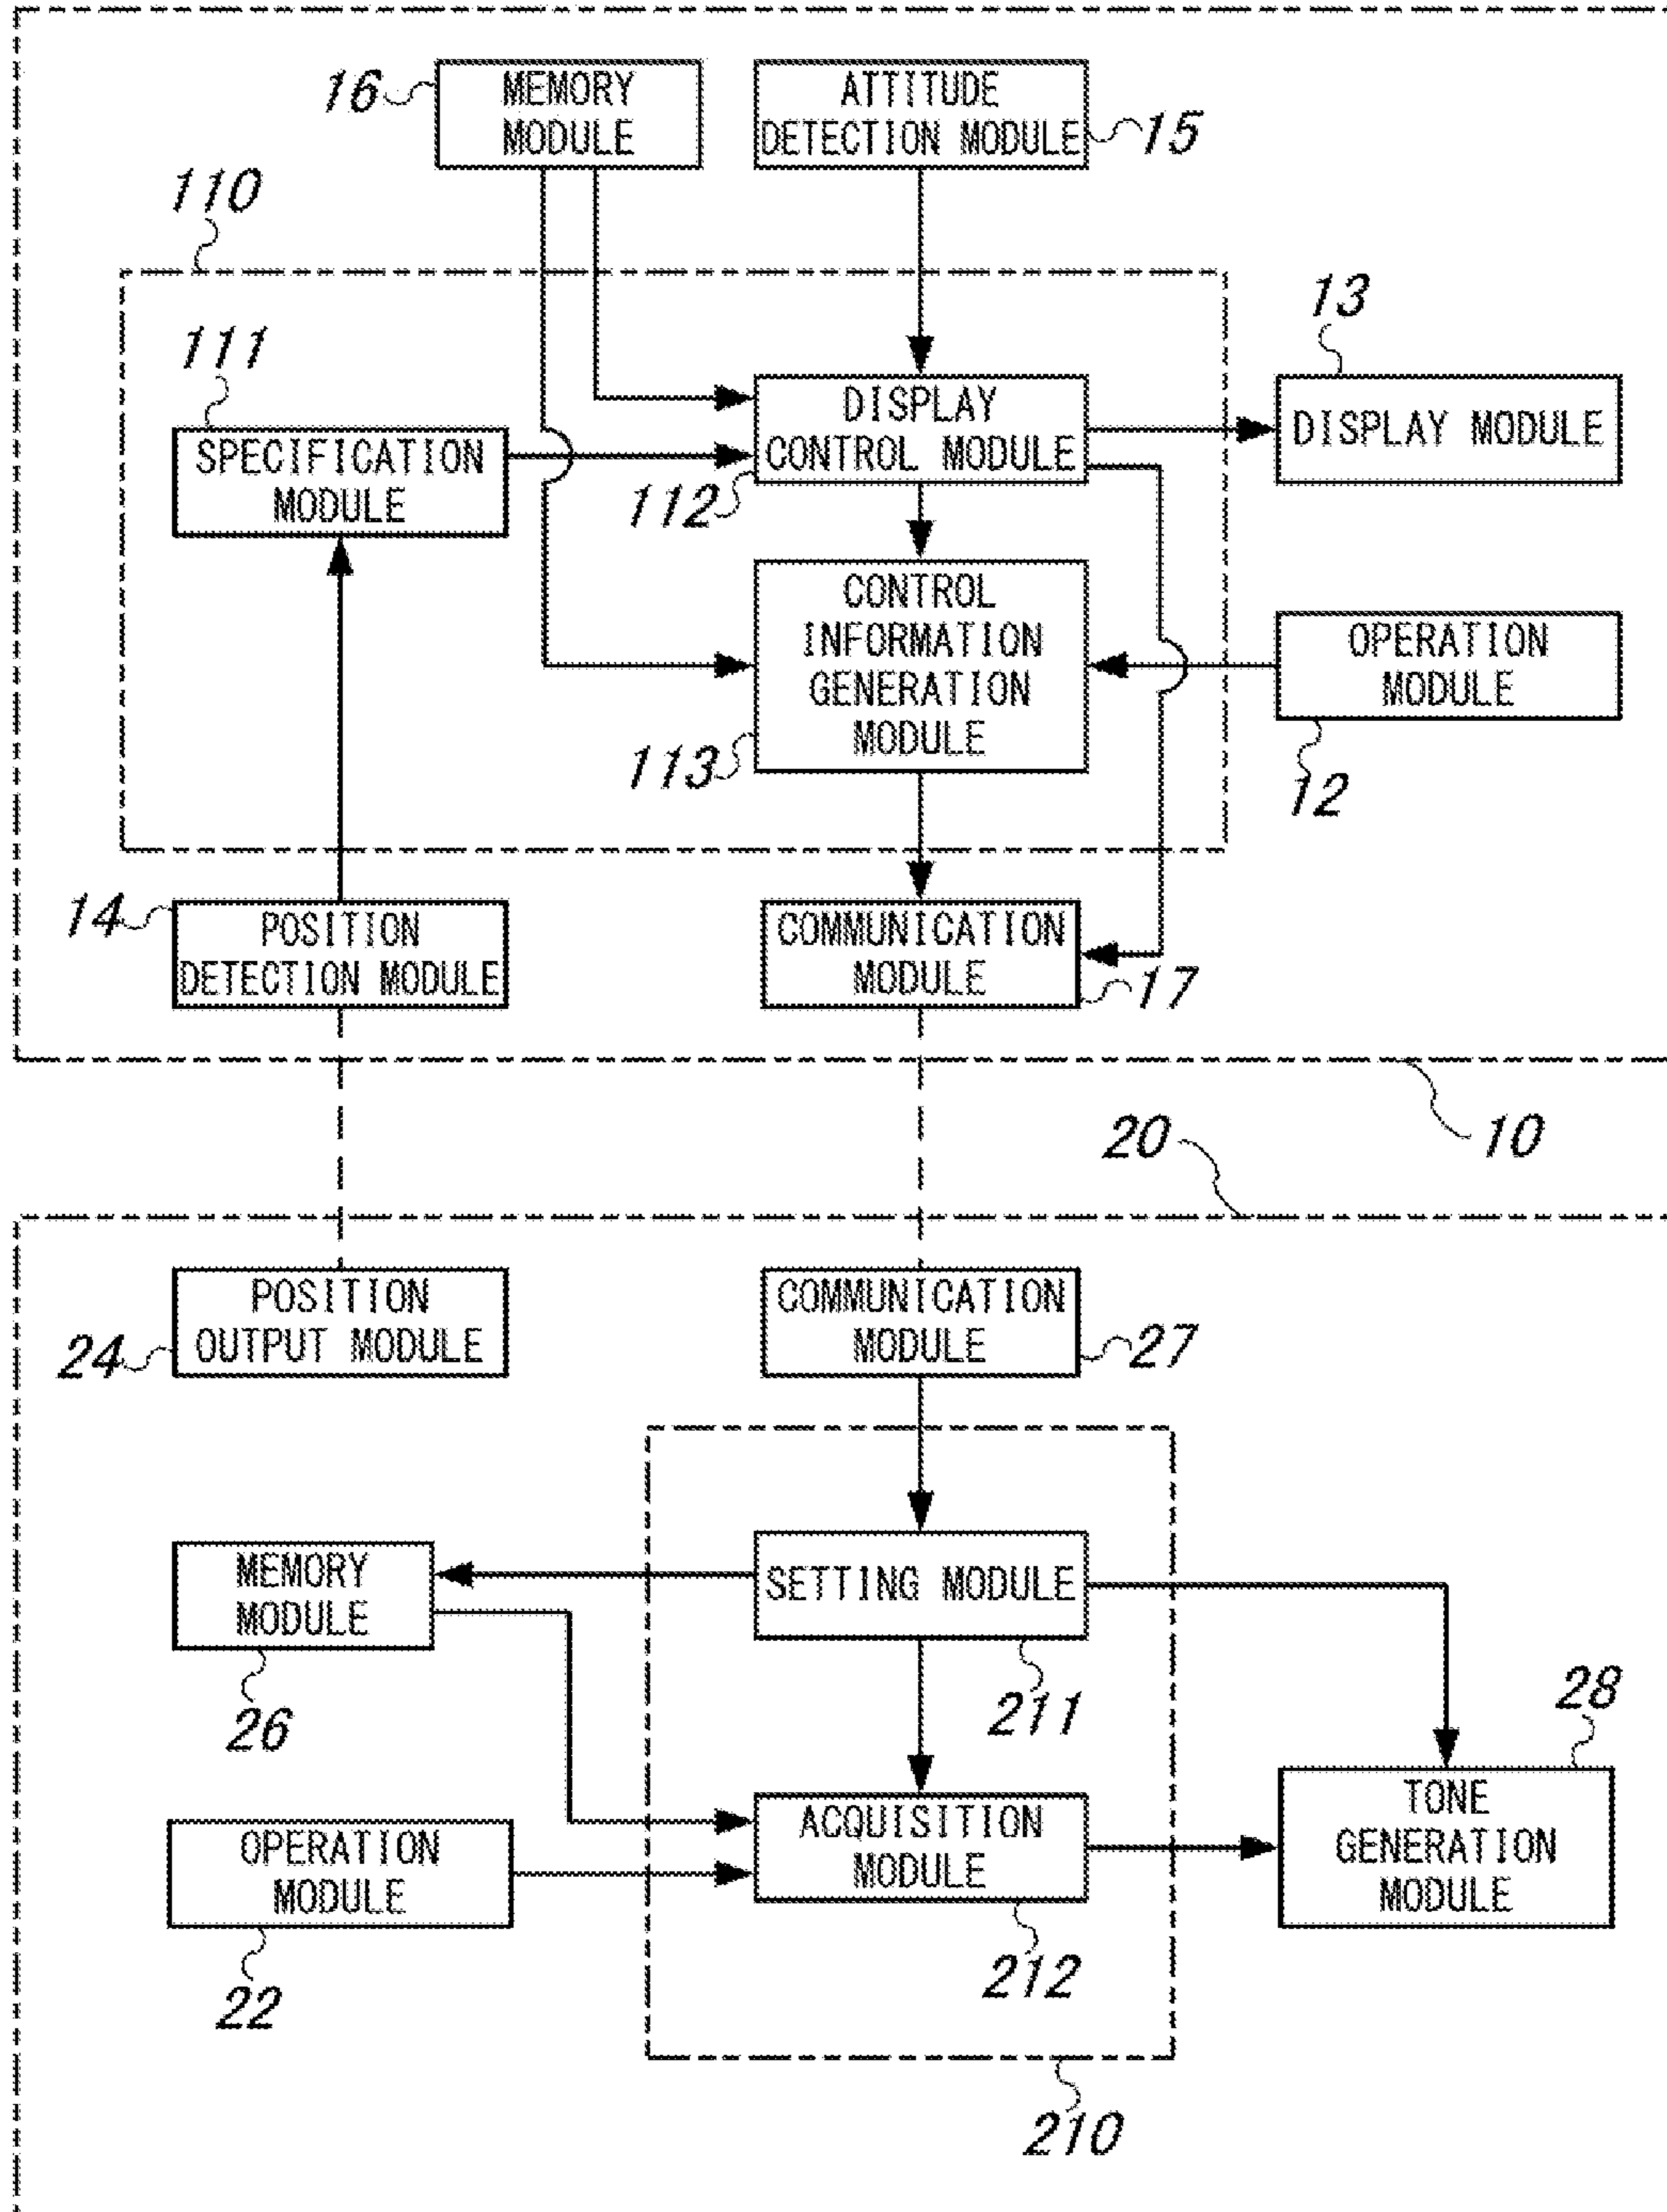 16
MEMORY
MODULE
ATTITUDE
DETECTION MODULE
15
110
111
SPECIFICATION
MODULE
DISPLAY
CONTROL MODULE
112
13
DISPLAY MODULE
CONTROL
INFORMATION
GENERATION
MODULE
113
OPERATION
MODULE
12
14
POSITION
DETECTION MODULE
COMMUNICATION
MODULE
17
10
20
POSITION
OUTPUT MODULE
24
COMMUNICATION
MODULE
27
MEMORY
MODULE
26
SETTING MODULE
211
28
TONE
GENERATION
MODULE
OPERATION
MODULE
22
ACQUISITION
MODULE
212
210